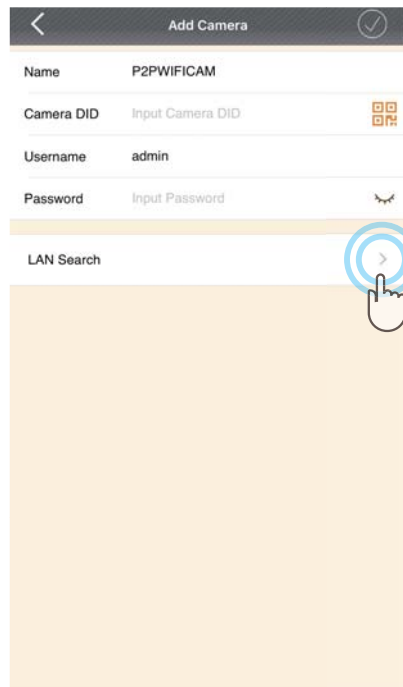 Add Camera
Name P2PWIFICAM
Camera DID Input Camera DID
Username admin
Password Input Password
LAN Search